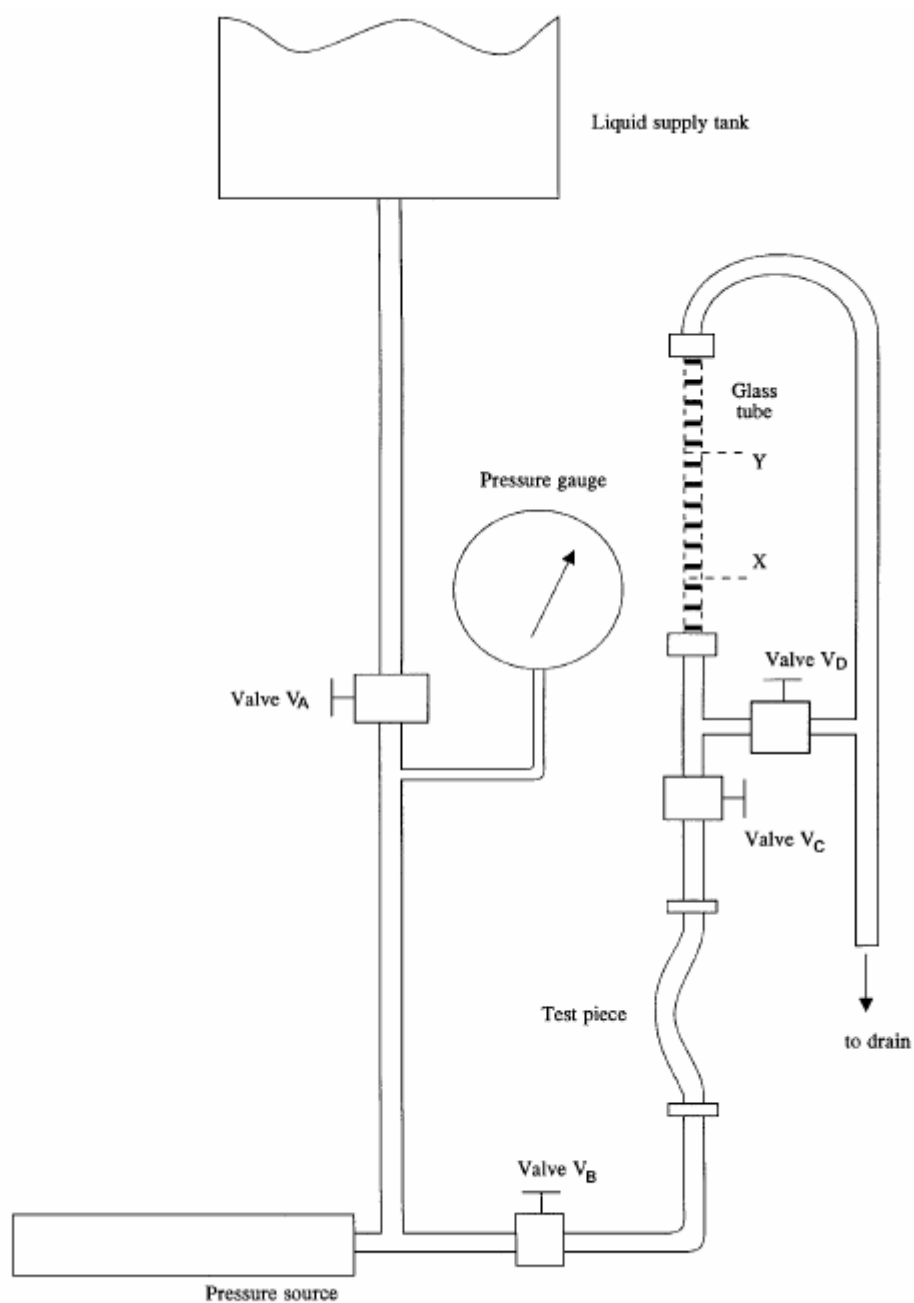 Liquid supply tank
Glass
tube
Y
Pressure gauge
X
Valve VD
Valve VA
Valve VC
Test piece
to drain
Valve VB
Pressure source